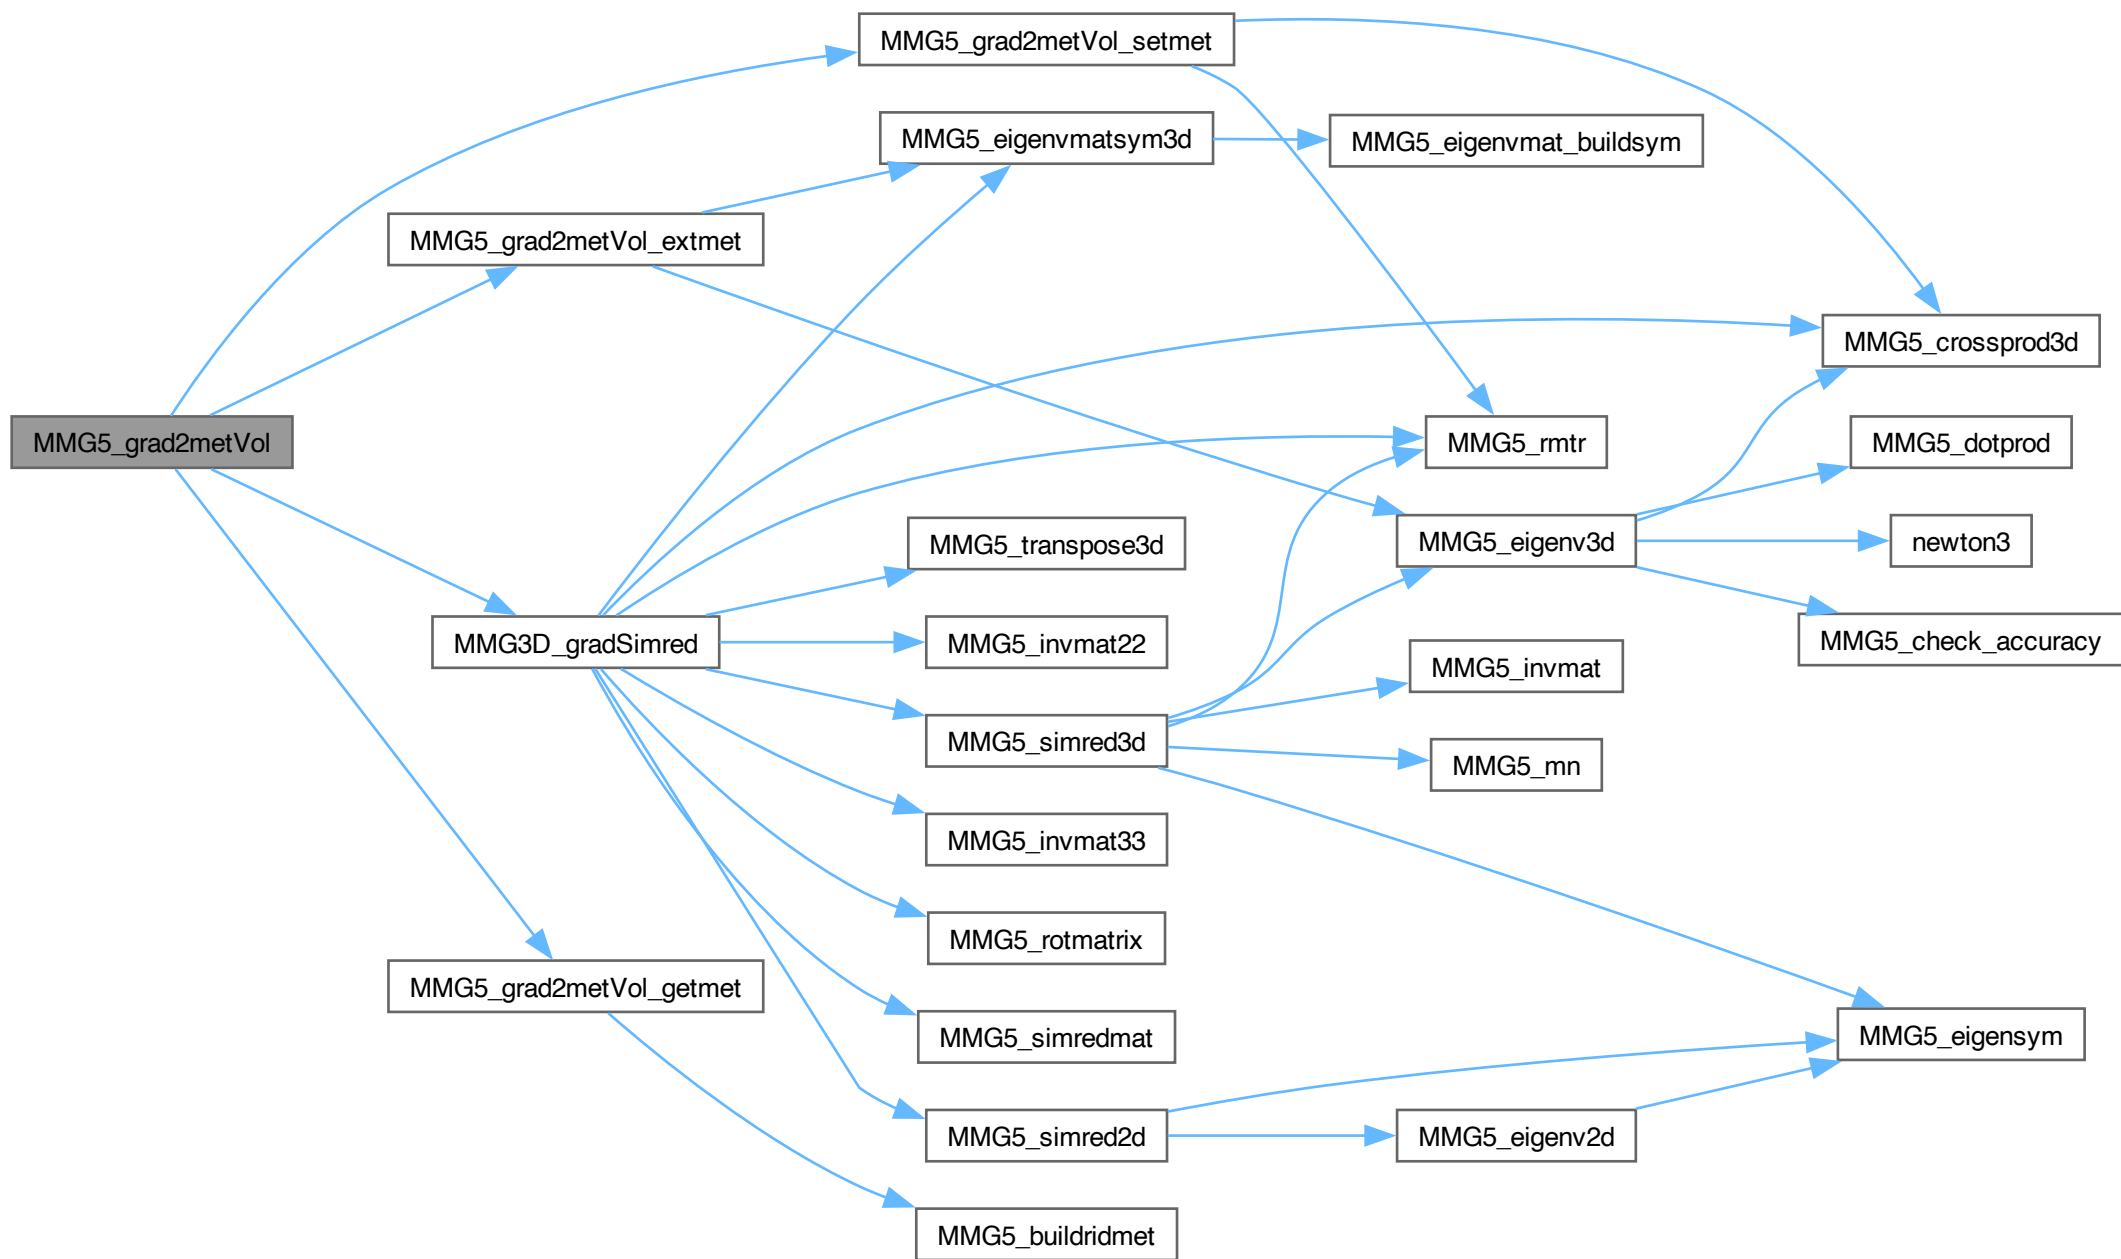 MMG5_grad2metVol_setmet
MMG5_eigenvmatsym3d
MMG5_eigenvmat_buildsym
MMG5_grad2metVol_extmet
MMG5_crossprod3d
MMG5_grad2metVol
MMG5_rmtr
MMG5_dotprod
MMG5_transpose3d
MMG5_eigenv3d
newton3
MMG3D_gradSimred
MMG5_invmat22
MMG5_invmat
MMG5_check_accuracy
MMG5_simred3d
MMG5_mn
MMG5_invmat33
MMG5_rotmatrix
MMG5_grad2metVol_getmet
MMG5_simredmat
MMG5_eigensym
MMG5_simred2d
MMG5_eigenv2d
MMG5_buildridmet